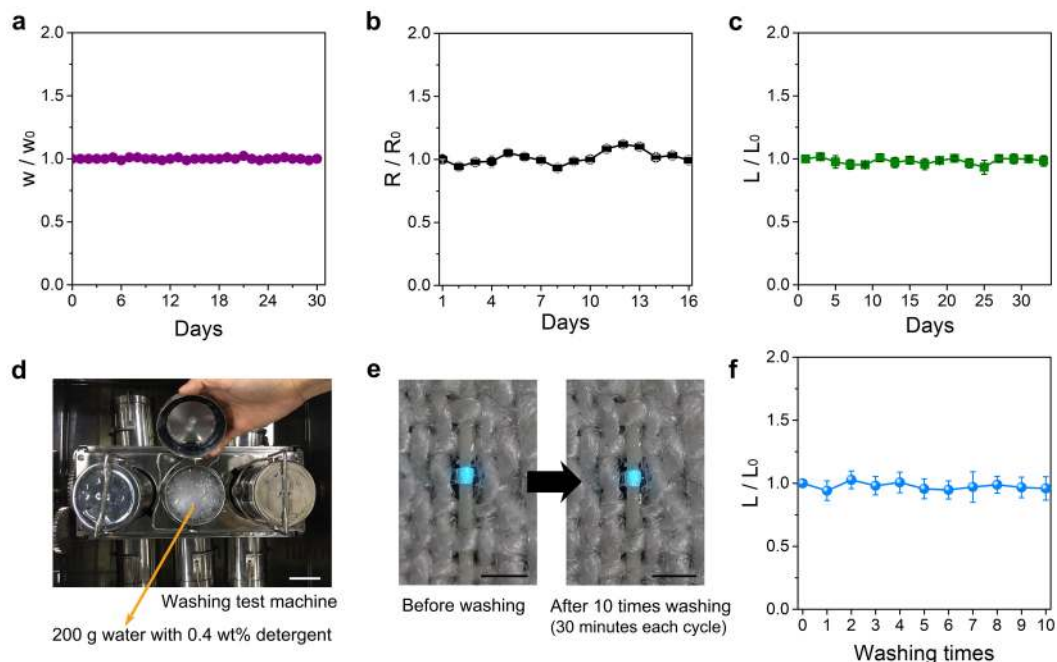 a
b
c
2.0
1.5
1.0
0.5
0.0
w / w₀
0
6
12
18
24
30
Days
2.0
1.5
1.0
0.5
0.0
R / R₀
1
4
7
10
13
16
Days
2.0
1.5
1.0
0.5
0.0
L / L₀
0
5
10
15
20
25
30
Days
d
e
f
Washing test machine
200 g water with 0.4 wt% detergent
Before washing
After 10 times washing
(30 minutes each cycle)
2.0
1.5
1.0
0.5
0.0
L / L₀
0
1
2
3
4
5
6
7
8
9
10
Washing times